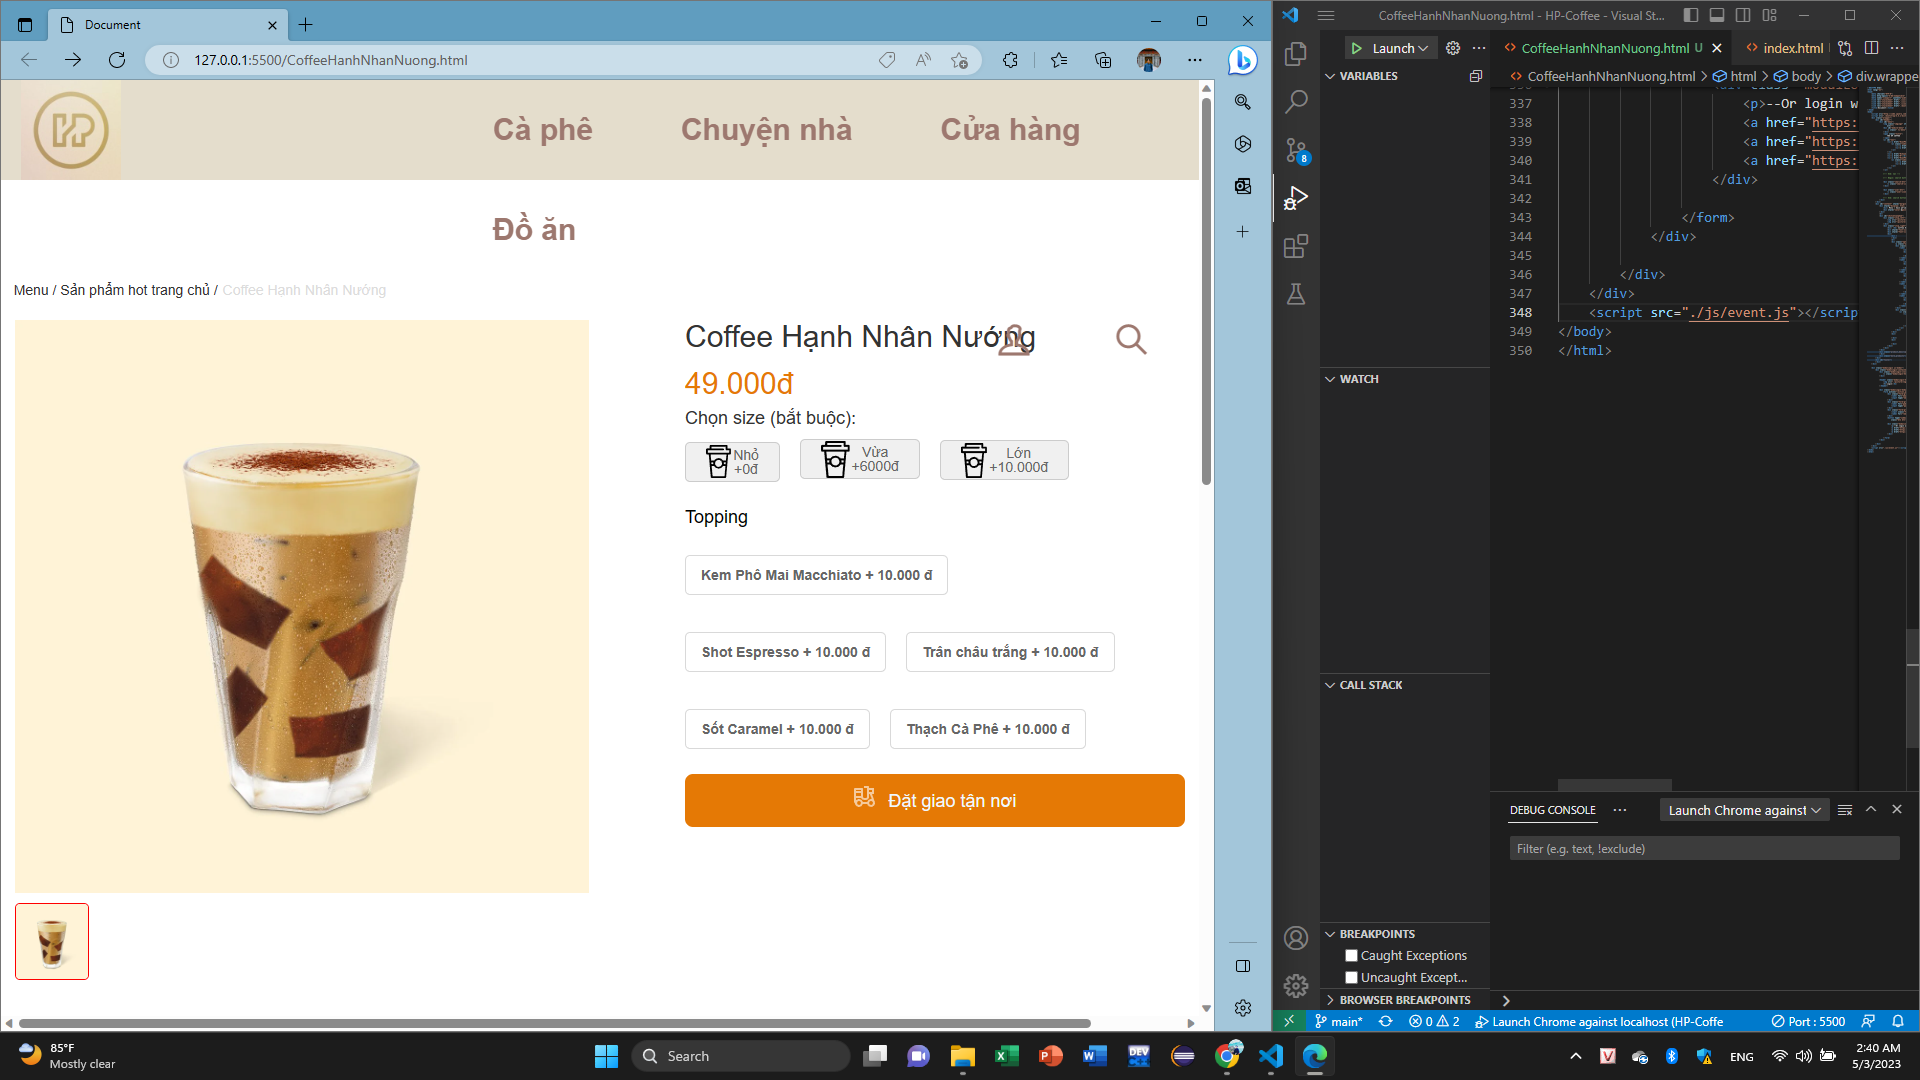 Document
127.0.0.1:5500/CoffeeHanhNhanNuong.html
HP
Cà phê
Chuyện nhà
Cửa hàng
Đồ ăn
Menu / Sản phẩm hot trang chủ / Coffee Hạnh Nhân Nướng
Coffee Hạnh Nhân Nướng
49.000đ
Chọn size (bắt buộc):
Nhỏ
+0đ
Vừa
+6000đ
Lớn
+10.000đ
Topping
Kem Phô Mai Macchiato + 10.000 đ
Shot Espresso + 10.000 đ
Trân châu trắng + 10.000 đ
Sốt Caramel + 10.000 đ
Thạch Cà Phê + 10.000 đ
Đặt giao tận nơi
CoffeeHanhNhanNuong.html - HP-Coffee - Visual St...
Launch
CoffeeHanhNhanNuong.html U
index.html
VARIABLES
CoffeeHanhNhanNuong.html > html > body > div.wrappe
337 <p>--Or login w
338 <a href="https:
339 <a href="https:
340 <a href="https:
341 </div>
342
343 </form>
344 </div>
345
346 </div>
347 </div>
348 <script src="./js/event.js"></scrip
349 </body>
350 </html>
WATCH
CALL STACK
DEBUG CONSOLE
Launch Chrome against
Filter (e.g. text, !exclude)
BREAKPOINTS
Caught Exceptions
Uncaught Except...
BROWSER BREAKPOINTS
8
main*
0 2
Launch Chrome against localhost (HP-Coffe
Port : 5500
85°F
Mostly clear
Search
DEV
ENG
2:40 AM
5/3/2023